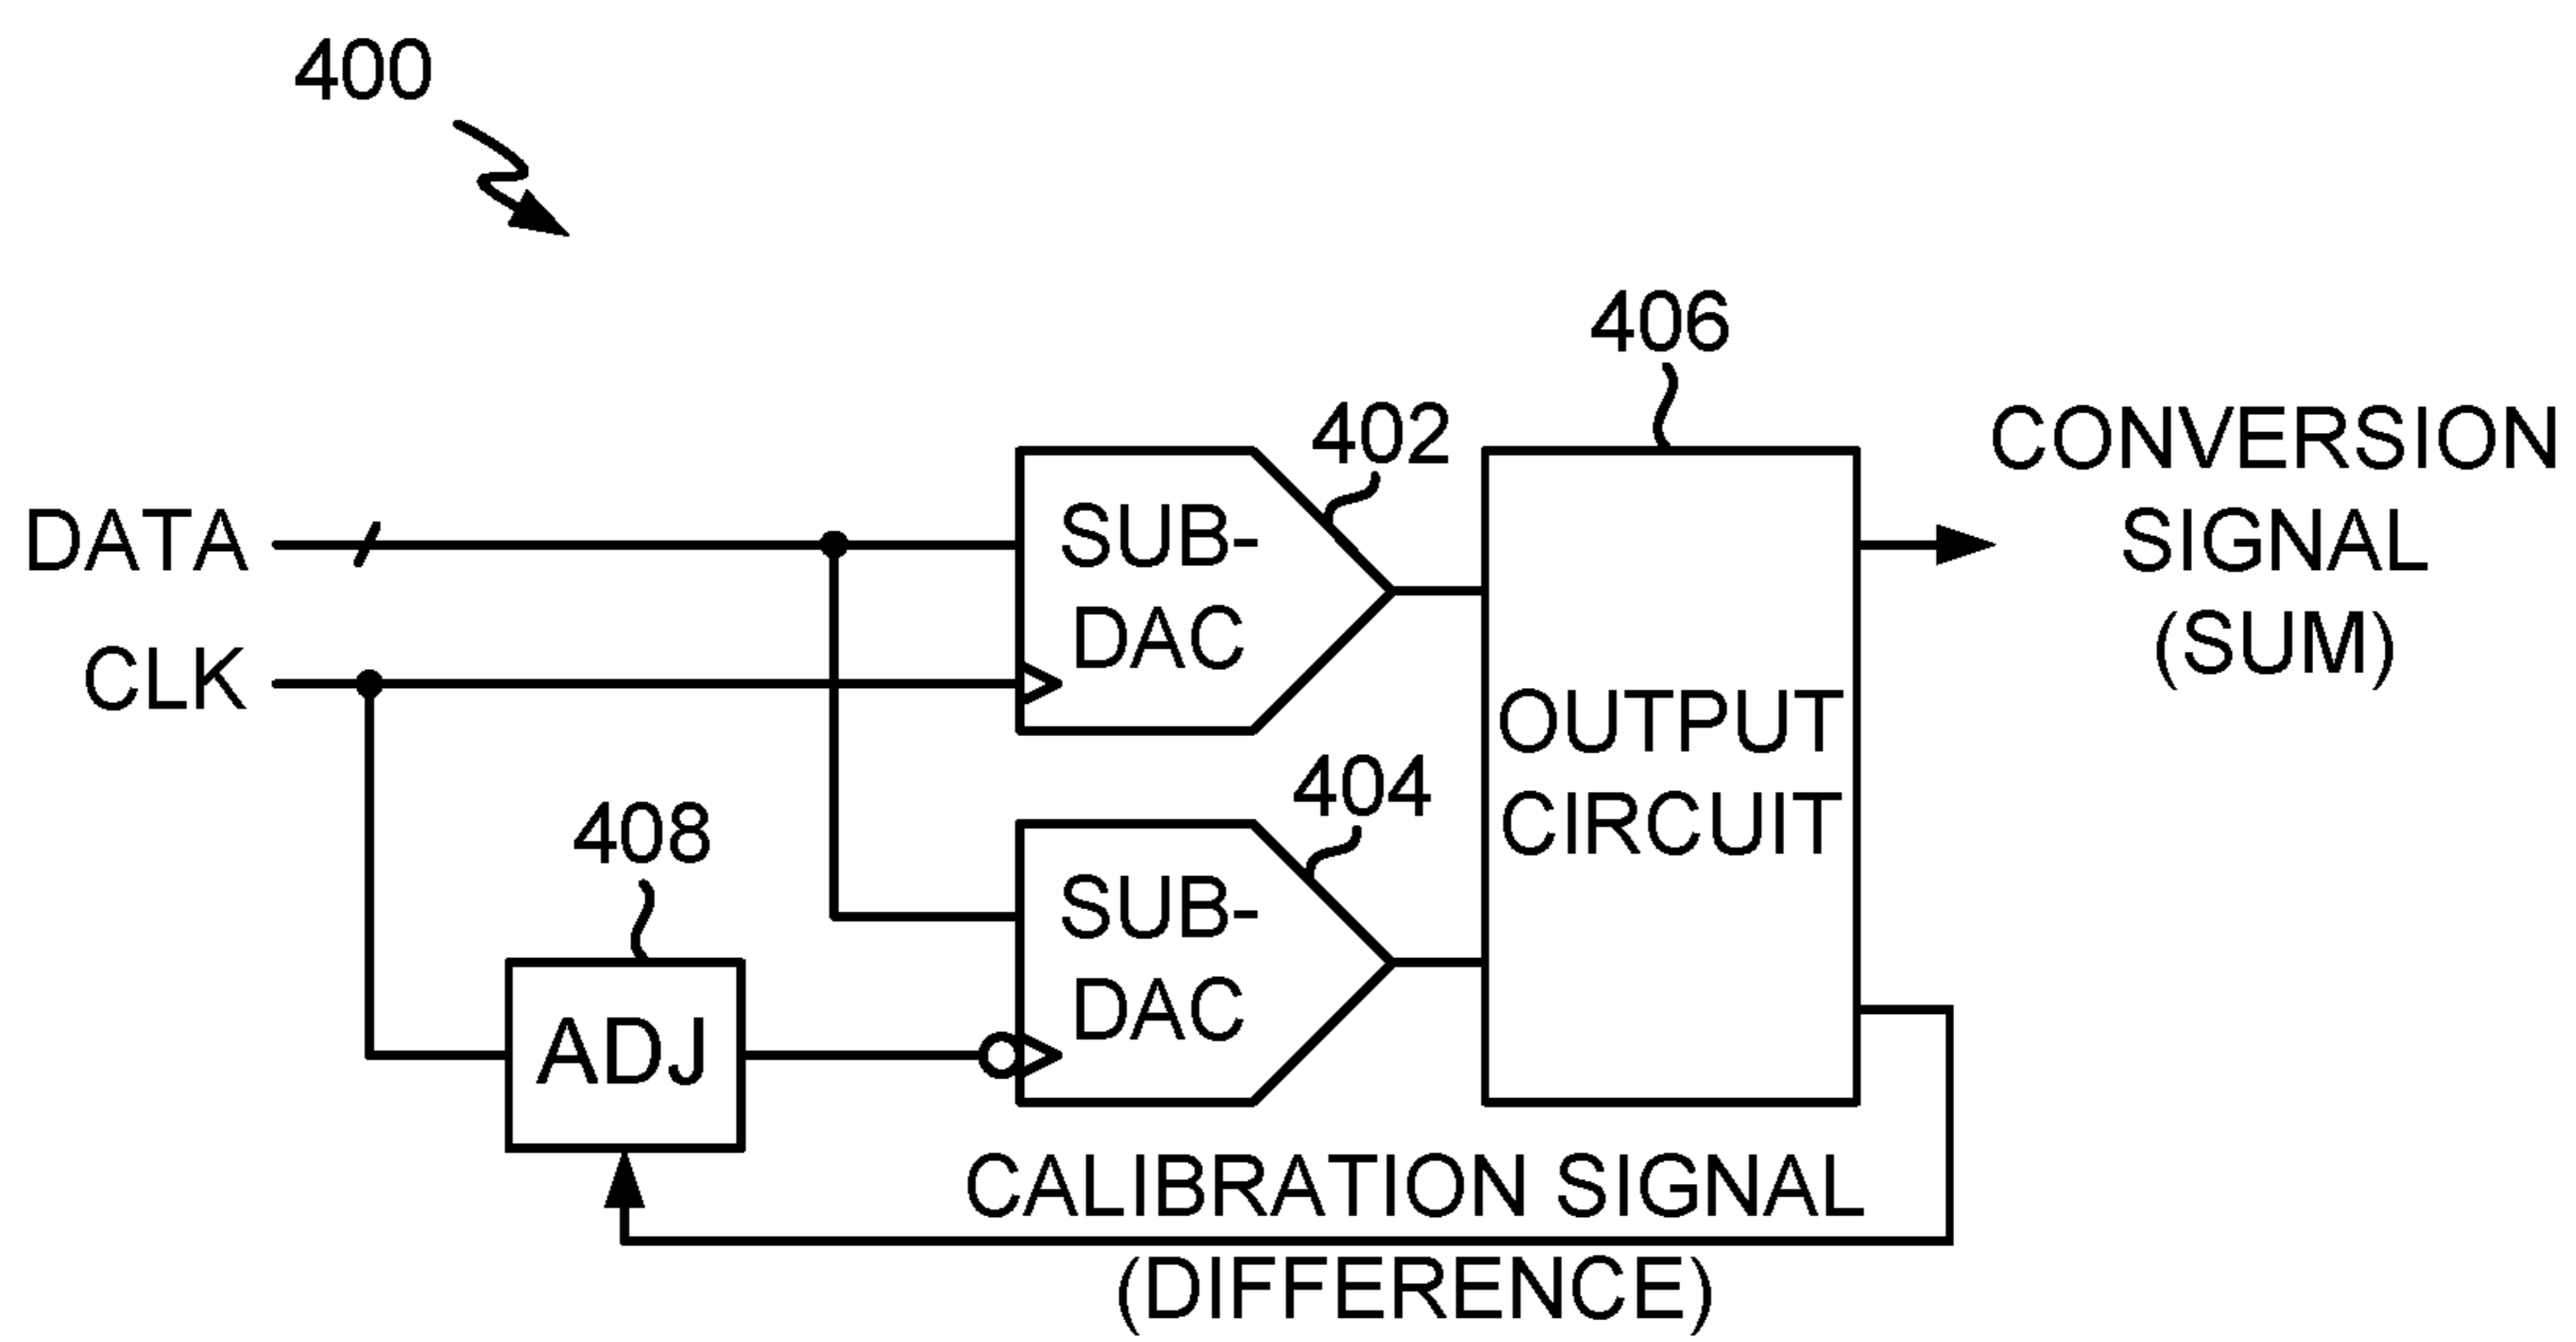 400
406
402
CONVERSION
SIGNAL
(SUM)
DATA
SUB-
DAC
CLK
OUTPUT
CIRCUIT
404
408
SUB-
DAC
ADJ
CALIBRATION SIGNAL
(DIFFERENCE)